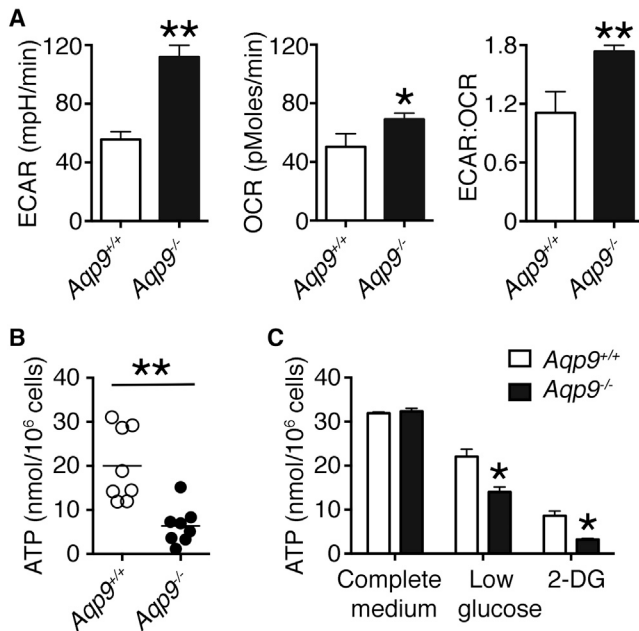 A
ECAR (mpH/min)
120
80
40
0
**
Aqp9+/+
Aqp9-/-
OCR (pMoles/min)
120
80
40
0
*
Aqp9+/+
Aqp9-/-
ECAR:OCR
1.8
1.2
0.6
0
**
Aqp9+/+
Aqp9-/-
B
ATP (nmol/10⁶ cells)
40
30
20
10
0
**
Aqp9+/+
Aqp9-/-
C
Aqp9+/+
Aqp9-/-
ATP (nmol/10⁶ cells)
40
30
20
10
0
*
*
Complete
medium
Low
glucose
2-DG